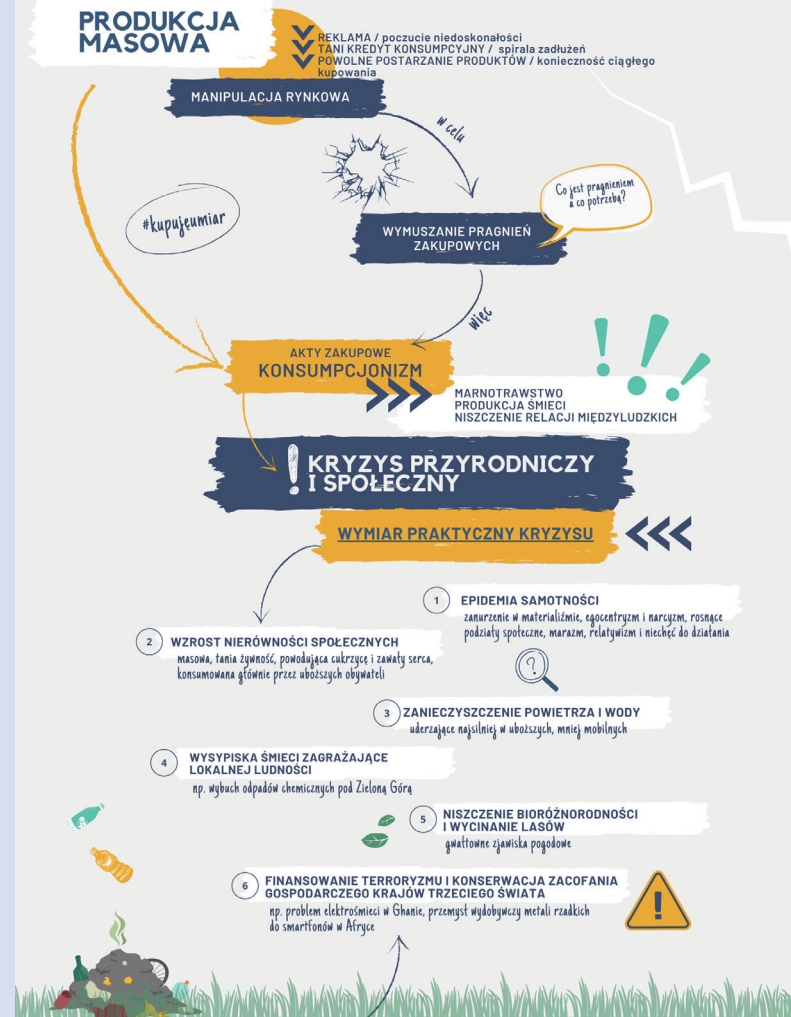 PRODUKCJA
MASOWA
REKLAMA / poczucie niedoskonałości
TANI KREDYT KONSUMPCYJNY / spirala zadłużeń
POWOLNE POSTARZANIE PRODUKTÓW / konieczność ciągłego
kupowania
MANIPULACJA RYNKOWA
w celu
Co jest pragnieniem
a co potrzebą?
#kupujęumiar
WYMUSZANIE PRAGNIEŃ
ZAKUPOWYCH
więc
AKTY ZAKUPOWE
KONSUMPCJONIZM
MARNOTRAWSTWO
PRODUKCJA ŚMIECI
NISZCZENIE RELACJI MIĘDZYLUDZKICH
! KRYZYS PRZYRODNICZY
I SPOŁECZNY
WYMIAR PRAKTYCZNY KRYZYSU
1 EPIDEMIA SAMOTNOŚCI
zanurzenie w materializmie, egocentryzm i narcyzm, rosnące
podziały społeczne, marazm, relatywizm i niechęć do działania
2 WZROST NIERÓWNOŚCI SPOŁECZNYCH
masowa, tania żywność, powodująca cukrzycę i zawały serca,
konsumowana głównie przez uboższych obywateli
?
3 ZANIECZYSZCZENIE POWIETRZA I WODY
uderzające najsilniej w uboższych, mniej mobilnych
4 WYSYPISKA ŚMIECI ZAGRAŻAJĄCE
LOKALNEJ LUDNOŚCI
np. wybuch odpadów chemicznych pod Zieloną Górą
5 NISZCZENIE BIORÓŻNORODNOŚCI
I WYCINANIE LASÓW
gwałtowne zjawiska pogodowe
6 FINANSOWANIE TERRORYZMU I KONSERWACJA ZACOFANIA
GOSPODARCZEGO KRAJÓW TRZECIEGO ŚWIATA
np. problem elektrośmieci w Ghanie, przemysł wydobywczy metali rzadkich
do smartfonów w Afryce
!